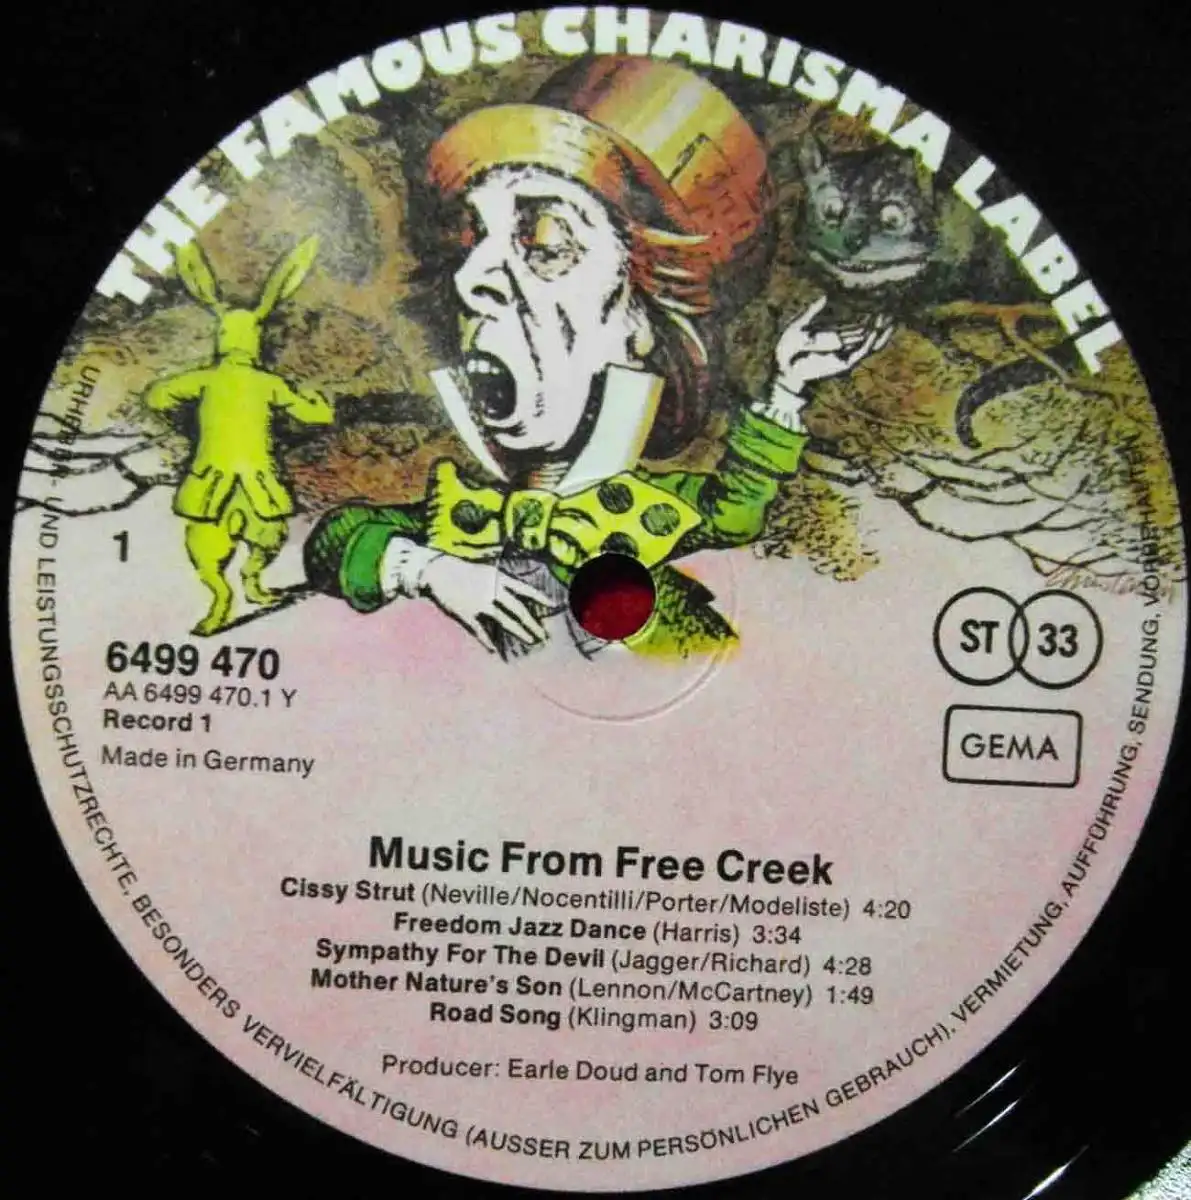 THE FAMOUS CHARISMA LABEL
1
6499 470
AA 6499 470.1 Y
Record 1
Made in Germany
ST 33
GEMA
Music From Free Creek
Cissy Strut (Neville/Nocentilli/Porter/Modeliste) 4:20
Freedom Jazz Dance (Harris) 3:34
Sympathy For The Devil (Jagger/Richard) 4:28
Mother Nature's Son (Lennon/McCartney) 1:49
Road Song (Klingman) 3:09
Producer: Earle Doud and Tom Flye
URHEBER- UND LEISTUNGSSCHUTZRECHTE, BESONDERS VERVIELFÄLTIGUNG (AUSSER ZUM PERSÖNLICHEN GEBRAUCH), VERMIETUNG, AUFFÜHRUNG, SENDUNG, VORBEHALTEN